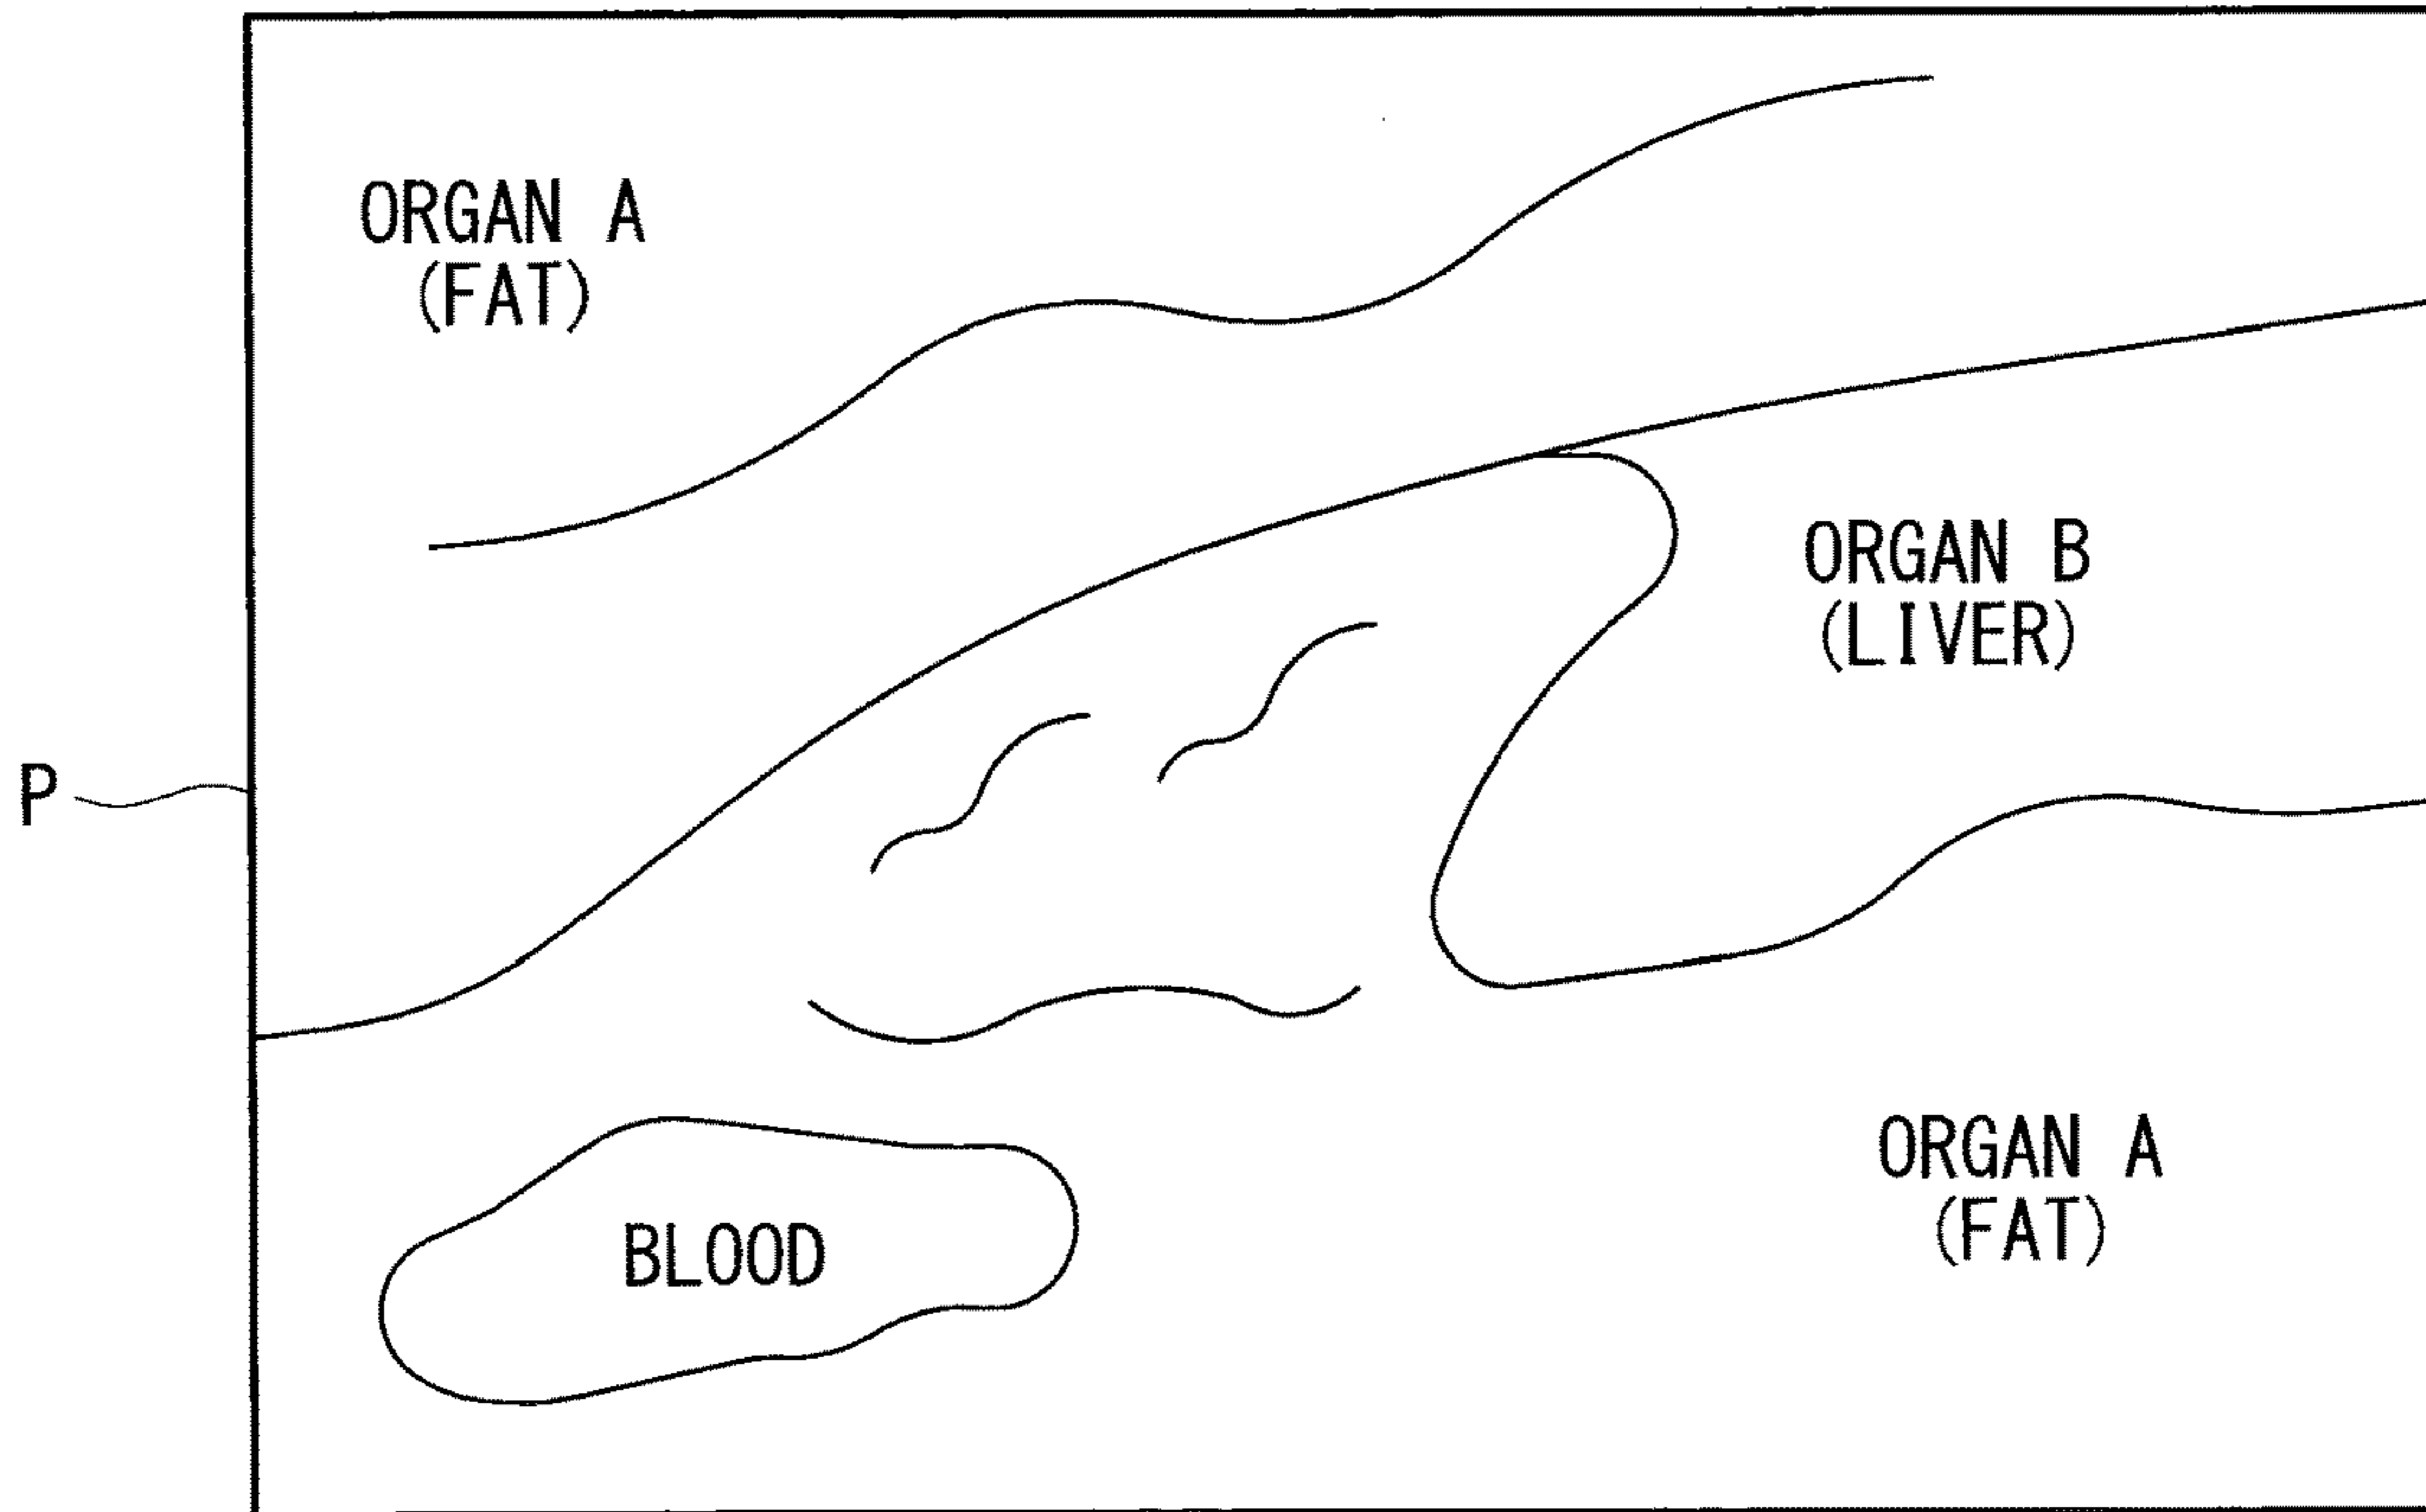 ORGAN A
(FAT)
ORGAN B
(LIVER)
P
ORGAN A
(FAT)
BLOOD